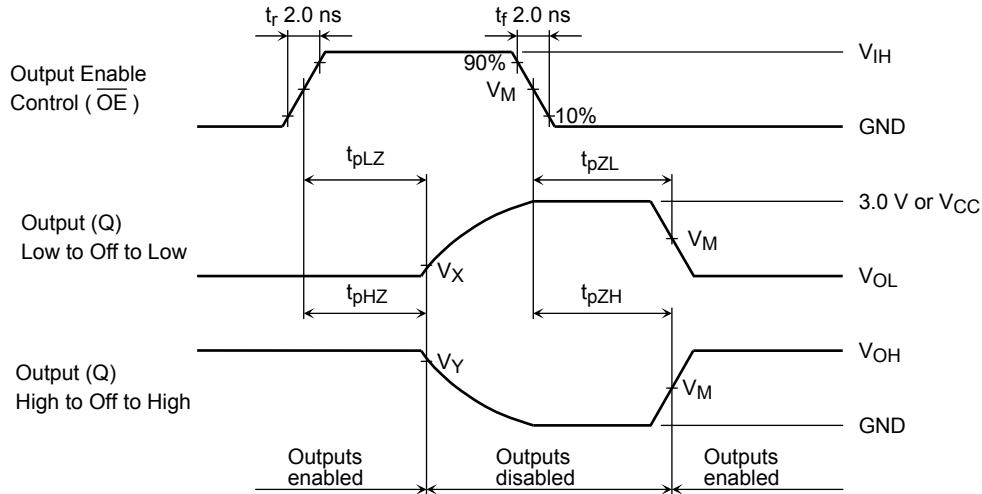 tr 2.0 ns
tf 2.0 ns
Output Enable
Control ( OE )
90%
VM
10%
VIH
GND
tpLZ
tpZL
Output (Q)
Low to Off to Low
VX
VM
3.0 V or VCC
VOL
tpHZ
tpZH
Output (Q)
High to Off to High
VY
VM
VOH
GND
Outputs
enabled
Outputs
disabled
Outputs
enabled